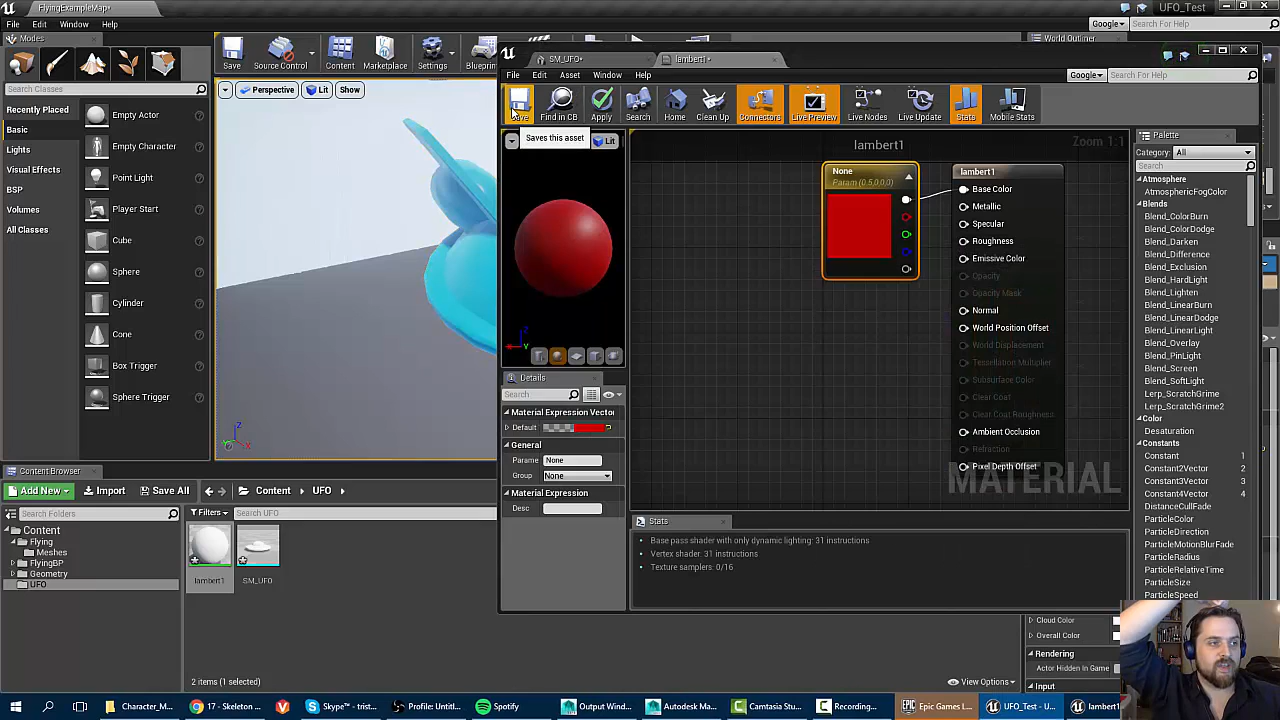 FlyingExampleMap*
UFO_Test
File Edit Window Help
Google Search For Help
Modes
World Outliner
Search Classes
Recently Placed
Basic
Lights
Visual Effects
BSP
Volumes
All Classes
Empty Actor
Empty Character
Point Light
Player Start
Cube
Sphere
Cylinder
Cone
Box Trigger
Sphere Trigger
Save Source Control Content Marketplace Settings
Perspective Lit Show
SM_UFO* lambert1*
File Edit Asset Window Help
Google Search For Help
Find in CB Apply Search Home Clean Up Connectors Live Preview Live Nodes Live Update Stats Mobile Stats
Saves this asset
Lit
lambert1
Zoom 1:1
None
Param (0.5,0,0,0)
lambert1
Base Color
Metallic
Specular
Roughness
Emissive Color
Opacity
Opacity Mask
Normal
World Position Offset
World Displacement
Tessellation Multiplier
Subsurface Color
Clear Coat
Clear Coat Roughness
Ambient Occlusion
Refraction
Pixel Depth Offset
MATERIAL
Details
Search
Material Expression Vector
Default
General
Parame None
Group None
Material Expression
Desc
Stats
Base pass shader with only dynamic lighting: 31 instructions
Vertex shader: 31 instructions
Texture samplers: 0/16
Palette
Category: All
Search
Atmosphere
AtmosphericFogColor
Blends
Blend_ColorBurn
Blend_ColorDodge
Blend_Darken
Blend_Difference
Blend_Exclusion
Blend_HardLight
Blend_Lighten
Blend_LinearBurn
Blend_LinearDodge
Blend_LinearLight
Blend_Overlay
Blend_PinLight
Blend_Screen
Blend_SoftLight
Lerp_ScratchGrime
Lerp_ScratchGrime2
Color
Desaturation
Constants
Constant 1
Constant2Vector 2
Constant3Vector 3
Constant4Vector 4
DistanceCullFade
ParticleColor
ParticleDirection
ParticleMotionBlurFade
ParticleRadius
ParticleRelativeTime
ParticleSize
ParticleSpeed
Content Browser
Add New Import Save All Content UFO
Search Folders
Filters Search UFO
Content
Flying
Meshes
FlyingBP
Geometry
UFO
lambert1 SM_UFO
2 items (1 selected)
View Options
Cloud Color
Overall Color
Rendering
Actor Hidden In Game
Input
Character_M... 17 - Skeleton ... Skype™ - trist... Profile: Untitl... Spotify Output Wind... Autodesk Ma... Camtasia Stu... Recording... Epic Games L... UFO_Test - U... lambert1